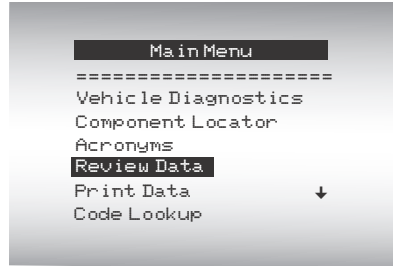 Main Menu
=====================
Vehicle Diagnostics
Component Locator
Acronyms
Review Data
Print Data ↓
Code Lookup